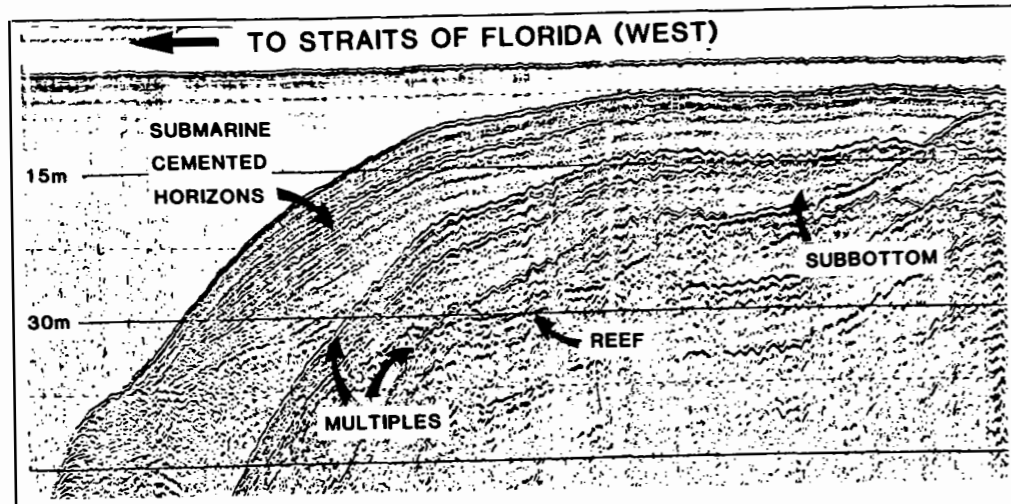 TO STRAITS OF FLORIDA (WEST)
SUBMARINE
CEMENTED
HORIZONS
15m
SUBBOTTOM
30m
REEF
MULTIPLES